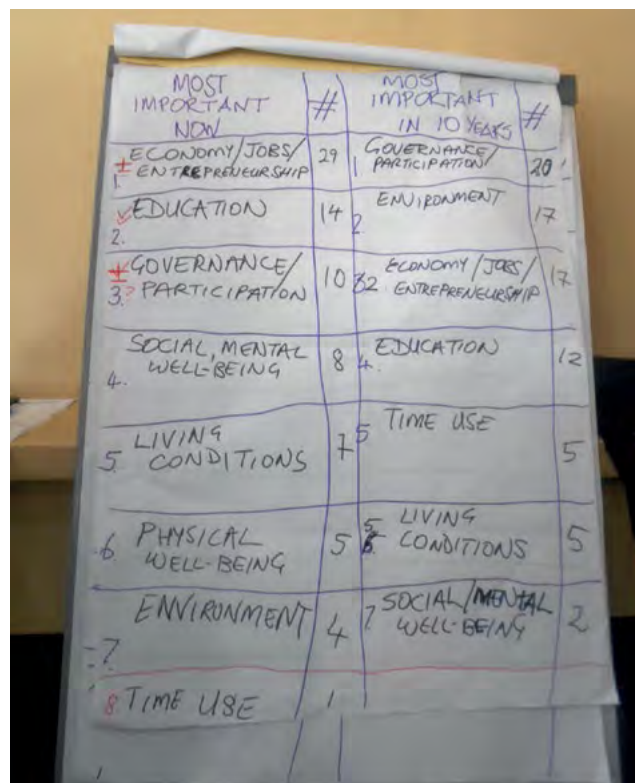 MOST
IMPORTANT
NOW
#
MOST
IMPORTANT
IN 10 YEARS
#
1. ECONOMY/JOBS/
ENTREPRENEURSHIP
29
1 GOVERNANCE/
PARTICIPATION/
20
2. EDUCATION
14
2. ENVIRONMENT
17
3. GOVERNANCE/
PARTICIPATION
10
2 ECONOMY/JOBS/
ENTREPRENEURSHIP
17
4. SOCIAL, MENTAL
WELL-BEING
8
4. EDUCATION
12
5. LIVING
CONDITIONS
7
5 TIME USE
5
6 PHYSICAL
WELL-BEING
5
5 LIVING
CONDITIONS
5
7 ENVIRONMENT
4
7 SOCIAL/MENTAL
WELL-BEING
2
8. TIME USE
1